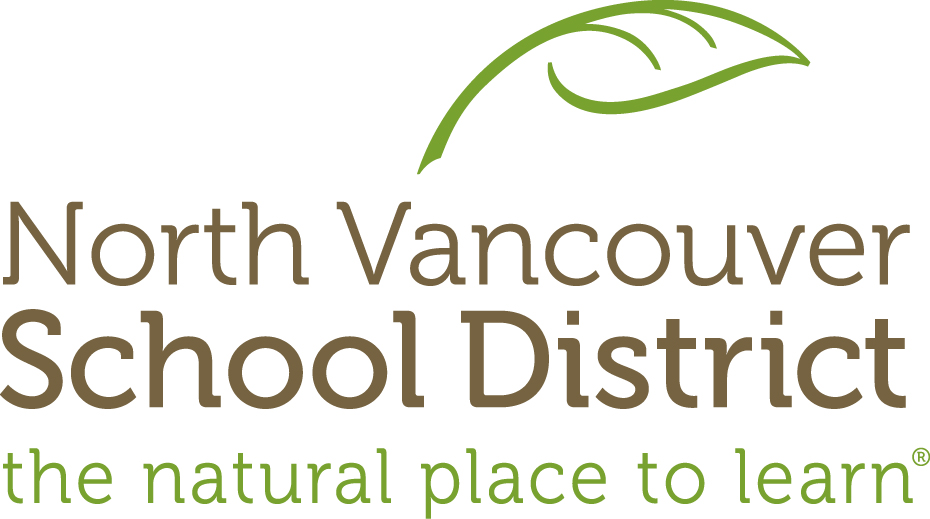 North Vancouver
School District
the natural place to learn®